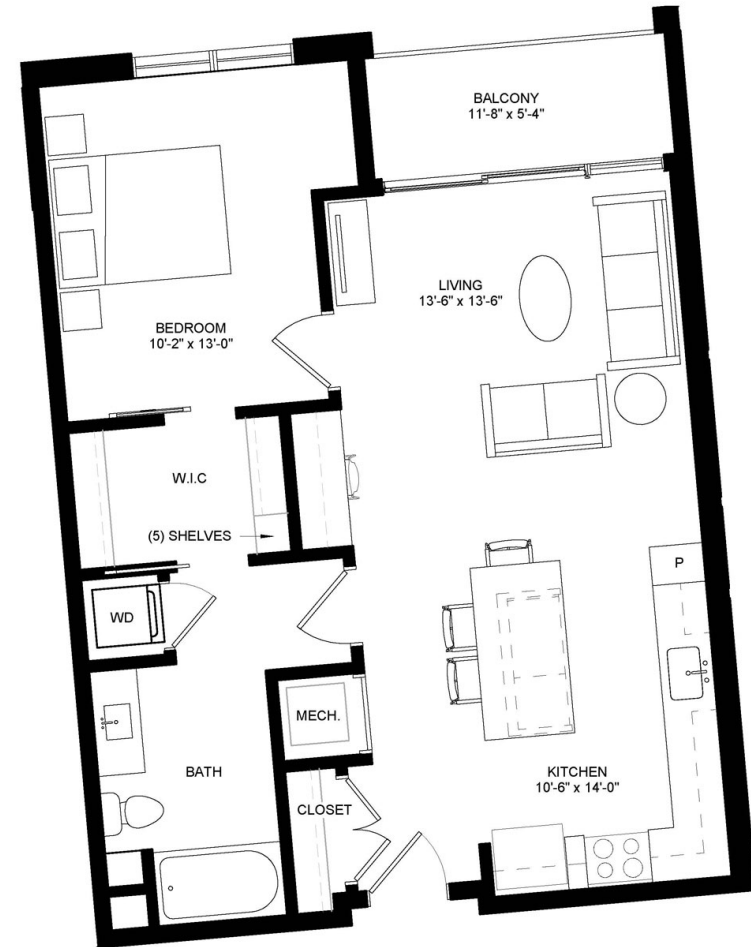 BALCONY
11'-8" x 5'-4"
LIVING
13'-6" x 13'-6"
BEDROOM
10'-2" x 13'-0"
W.I.C
(5) SHELVES
P
WD
MECH.
BATH
KITCHEN
10'-6" x 14'-0"
CLOSET